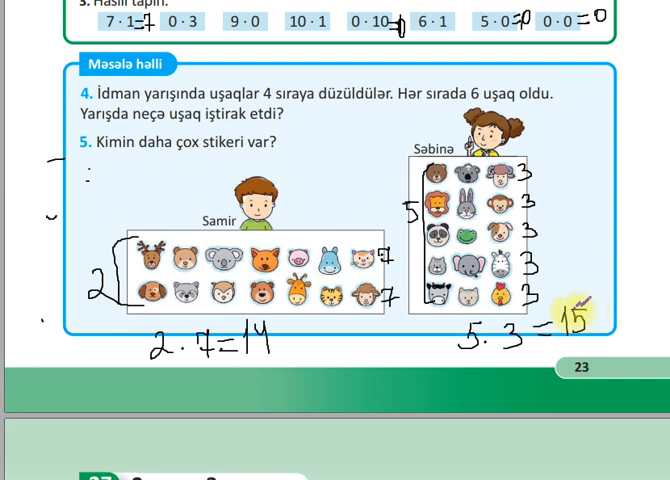 3. Hasili tapın.
7 · 1=7 0 · 3 9 · 0 10 · 1 0 · 10=0 6 · 1 5 · 0=0 0 · 0=0
Məsələ həlli
4. İdman yarışında uşaqlar 4 sıraya düzüldülər. Hər sırada 6 uşaq oldu.
Yarışda neçə uşaq iştirak etdi?
5. Kimin daha çox stikeri var?
Səbinə
3
5 3
3
3
3
Samir
7
2 7
2 · 7=14
5 · 3=15
23